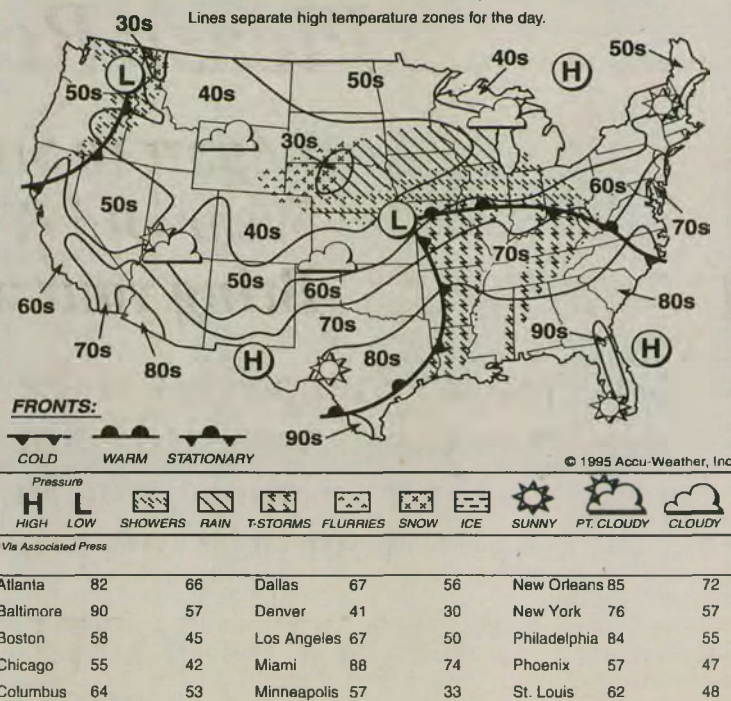 Lines separate high temperature zones for the day.
30s
L
50s
40s
50s
40s
H
50s
30s
50s
40s
L
60s
70s
70s
50s
60s
70s
80s
60s
70s
80s
H
80s
90s
H
90s
FRONTS:
COLD WARM STATIONARY
© 1995 Accu-Weather, Inc
Pressure
H L
HIGH LOW SHOWERS RAIN T-STORMS FLURRIES SNOW ICE SUNNY PT. CLOUDY CLOUDY
Via Associated Press
Atlanta 82 66 Dallas 67 56 New Orleans 85 72
Baltimore 90 57 Denver 41 30 New York 76 57
Boston 58 45 Los Angeles 67 50 Philadelphia 84 55
Chicago 55 42 Miami 88 74 Phoenix 57 47
Columbus 64 53 Minneapolis 57 33 St. Louis 62 48